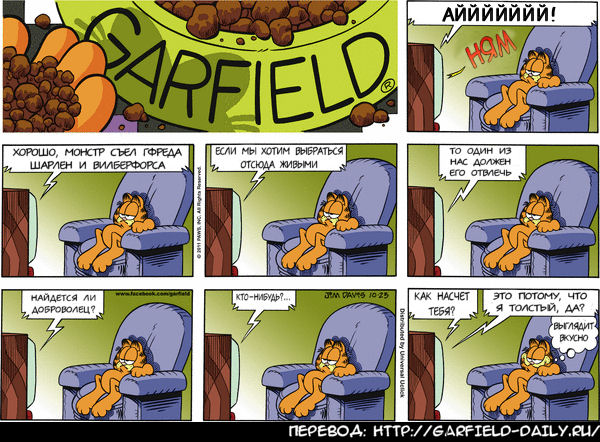 GARFIELD
®
АЙЙЙЙЙЙЙ!
НЯМ
ХОРОШО, МОНСТР СЪЕЛ ГФРЕДА
ШАРЛЕН И ВИЛБЕРФОРСА
© 2011 PAWS, INC. All Rights Reserved.
ЕСЛИ МЫ ХОТИМ ВЫБРАТЬСЯ
ОТСЮДА ЖИВЫМИ
ТО ОДИН ИЗ
НАС ДОЛЖЕН
ЕГО ОТВЛЕЧЬ
www.facebook.com/garfield
НАЙДЕТСЯ ЛИ
ДОБРОВОЛЕЦ?
КТО-НИБУДЬ?...
JIM DAVIS 10-23
Distributed by Universal Uclick
КАК НАСЧЕТ
ТЕБЯ?
ЭТО ПОТОМУ, ЧТО
Я ТОЛСТЫЙ, ДА?
ВЫГЛЯДИТ
ВКУСНО
ПЕРЕВОД: HTTP://GARFIELD-DAILY.RU/